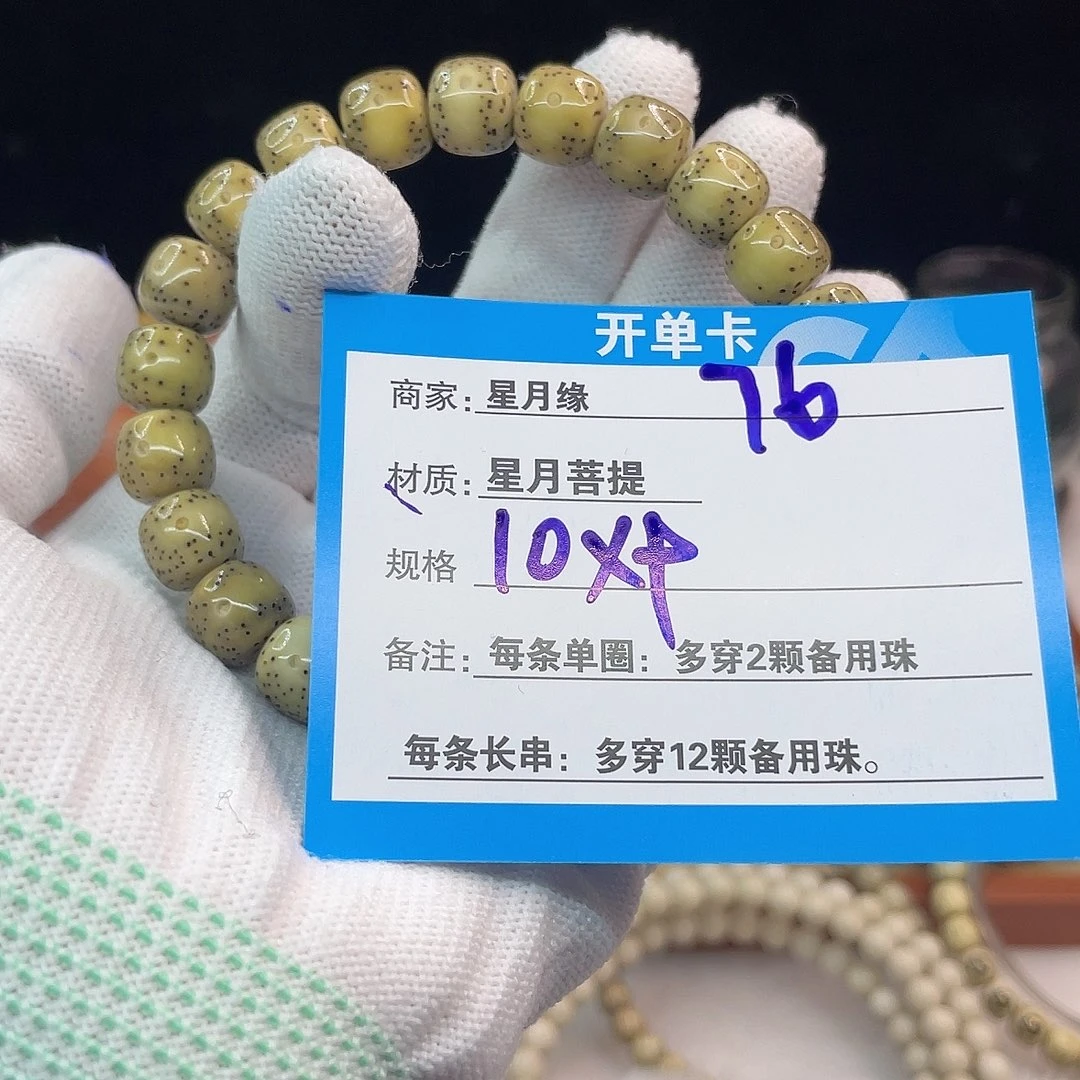 开单卡
商家：星月缘 76
材质：星月菩提
规格 10X
备注：每条单圈：多穿2颗备用珠
每条长串：多穿12颗备用珠。